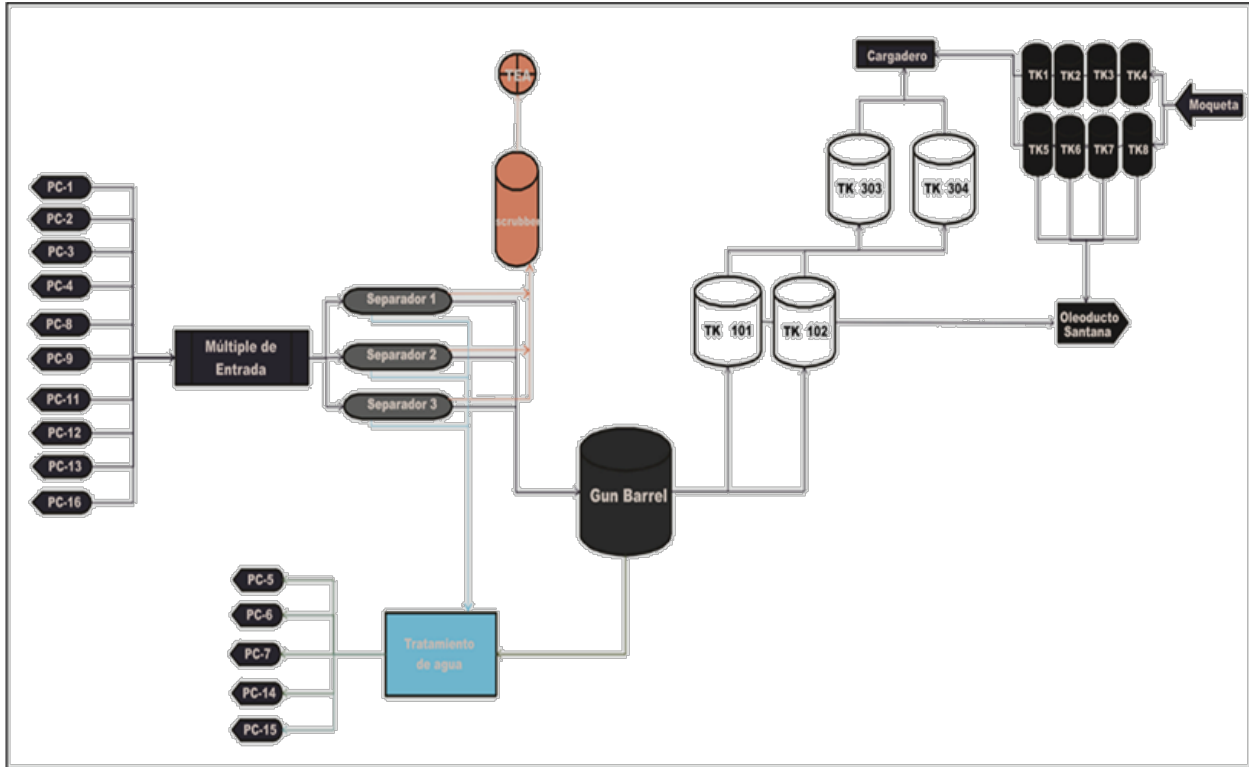 TEA
Cargadero
TK1
TK2
TK3
TK4
Moqueta
TK5
TK6
TK7
TK8
scrubber
TK 303
TK 304
PC-1
PC-2
PC-3
PC-4
PC-8
PC-9
PC-11
PC-12
PC-13
PC-16
Múltiple de
Entrada
Separador 1
Separador 2
Separador 3
TK 101
TK 102
Oleoducto
Santana
Gun Barrel
PC-5
PC-6
PC-7
PC-14
PC-15
Tratamiento
de agua